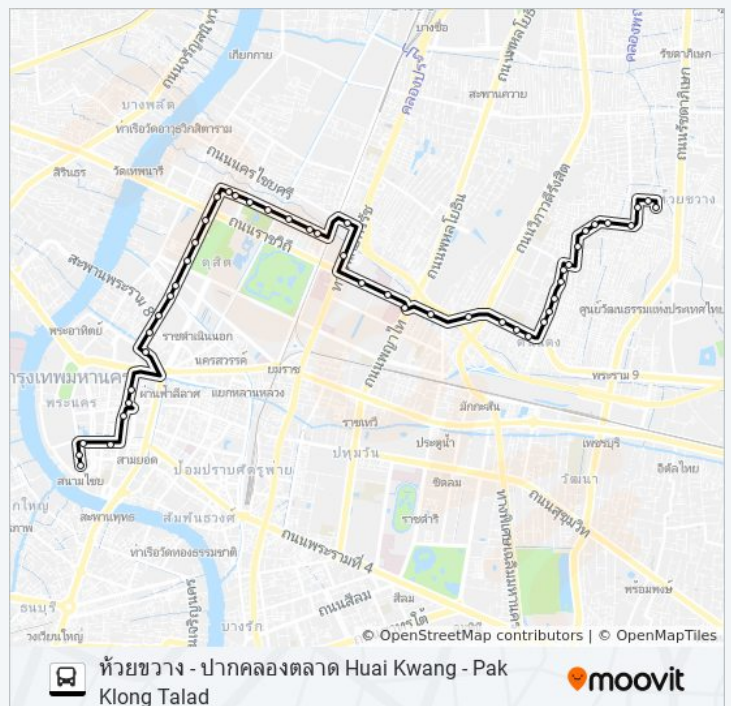 บางซื่อ
รัชดาภิเษก
เกียกกาย
ถนนพหลโยธิน
สะพานควาย
บางพลัด
ท่าเรือวัดอาวุธวิกสิตาราม
ถนนวิภาวดีรังสิต
ถนนรัชดาภิเษก
สิรินธร
วัดเทพนารี
ถนนนครไชยศรี
ห้วยขวาง
ถนนราชวิถี
ถนนพหลโยธิน
ดุสิต
สะพานพระราม 8
ศูนย์วัฒนธรรมแห่งประเทศไทย
พระอาทิตย์
ราชดำเนินนอก
ดินแดง
นครสวรรค์
ถนนพญาไท
ยมราช
พระราม 9
กรุงเทพมหานคร
ผ่านฟ้าลีลาศ
แยกหลานหลวง
พระนคร
มักกะสัน
ราชเทวี
สามยอด
ประตูน้ำ
เพชรบุรี
ป้อมปราบศัตรูพ่าย
ปทุมวัน
อิตัลไทย
สนามไชย
ชิดลม
วัฒนา
สะพานพุทธ
สัมพันธวงศ์
ราชดำริ
ถนนสุขุมวิท
ท่าเรือวัดทองธรรมชาติ
ถนนพระรามที่ 4
ทางพิเศษเฉลิมมหานคร
พร้อมพงษ์
ถนนสีลม
สีลม
ธนบุรี
วงเวียนใหญ่
บางรัก
© OpenStreetMap contributors | © OpenMapTiles
ห้วยขวาง - ปากคลองตลาด Huai Kwang - Pak
Klong Talad
moovit